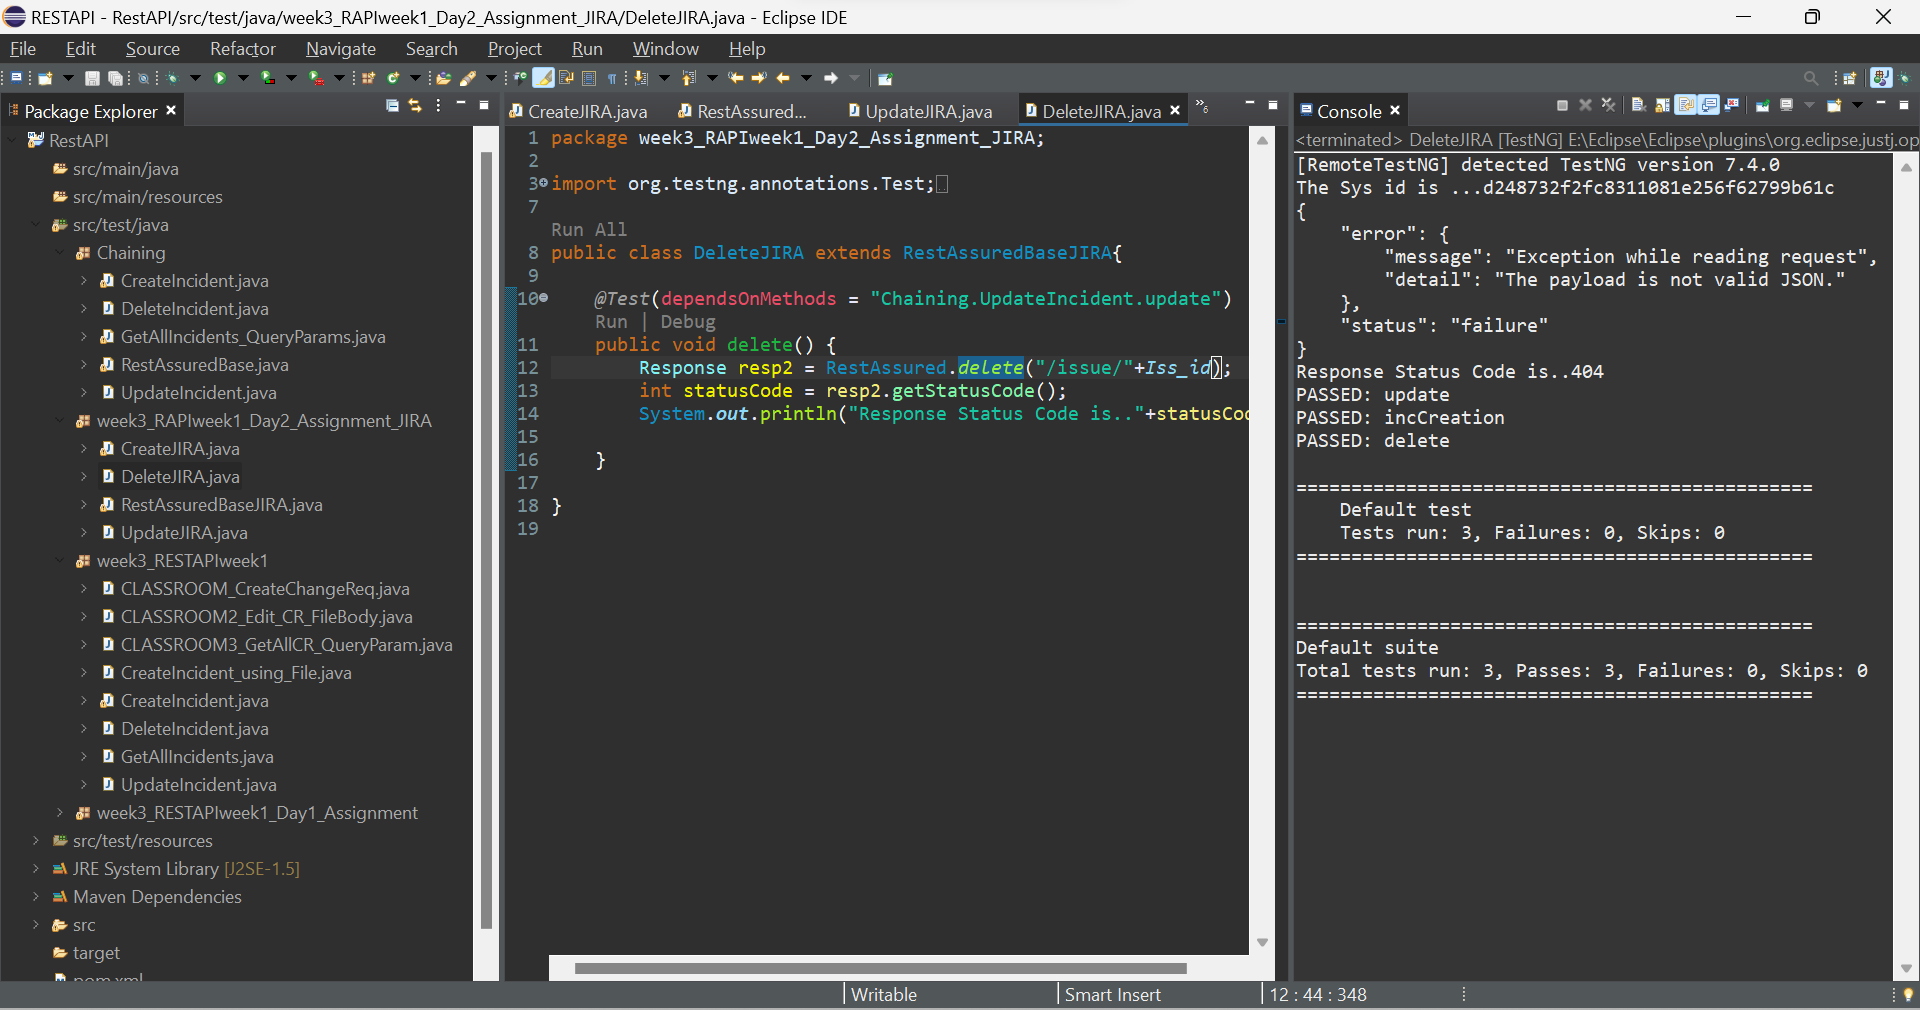 RESTAPI - RestAPI/src/test/java/week3_RAPIweek1_Day2_Assignment_JIRA/DeleteJIRA.java - Eclipse IDE
File Edit Source Refactor Navigate Search Project Run Window Help
Package Explorer
RestAPI
src/main/java
src/main/resources
src/test/java
Chaining
CreateIncident.java
DeleteIncident.java
GetAllIncidents_QueryParams.java
RestAssuredBase.java
UpdateIncident.java
week3_RAPIweek1_Day2_Assignment_JIRA
CreateJIRA.java
DeleteJIRA.java
RestAssuredBaseJIRA.java
UpdateJIRA.java
week3_RESTAPIweek1
CLASSROOM_CreateChangeReq.java
CLASSROOM2_Edit_CR_FileBody.java
CLASSROOM3_GetAllCR_QueryParam.java
CreateIncident_using_File.java
CreateIncident.java
DeleteIncident.java
GetAllIncidents.java
UpdateIncident.java
week3_RESTAPIweek1_Day1_Assignment
src/test/resources
JRE System Library [J2SE-1.5]
Maven Dependencies
src
target
pom.xml
CreateJIRA.java RestAssured... UpdateJIRA.java DeleteJIRA.java »6
1 package week3_RAPIweek1_Day2_Assignment_JIRA;
2
3 import org.testng.annotations.Test;
7
Run All
8 public class DeleteJIRA extends RestAssuredBaseJIRA{
9
10 @Test(dependsOnMethods = "Chaining.UpdateIncident.update")
Run | Debug
11 public void delete() {
12 Response resp2 = RestAssured.delete("/issue/"+Iss_id);
13 int statusCode = resp2.getStatusCode();
14 System.out.println("Response Status Code is.."+statusCo
15
16 }
17
18 }
19
Console
<terminated> DeleteJIRA [TestNG] E:\Eclipse\Eclipse\plugins\org.eclipse.justj.op
[RemoteTestNG] detected TestNG version 7.4.0
The Sys id is ...d248732f2fc8311081e256f62799b61c
{
"error": {
"message": "Exception while reading request",
"detail": "The payload is not valid JSON."
},
"status": "failure"
}
Response Status Code is..404
PASSED: update
PASSED: incCreation
PASSED: delete
===============================================
Default test
Tests run: 3, Failures: 0, Skips: 0
===============================================
===============================================
Default suite
Total tests run: 3, Passes: 3, Failures: 0, Skips: 0
===============================================
Writable Smart Insert 12 : 44 : 348